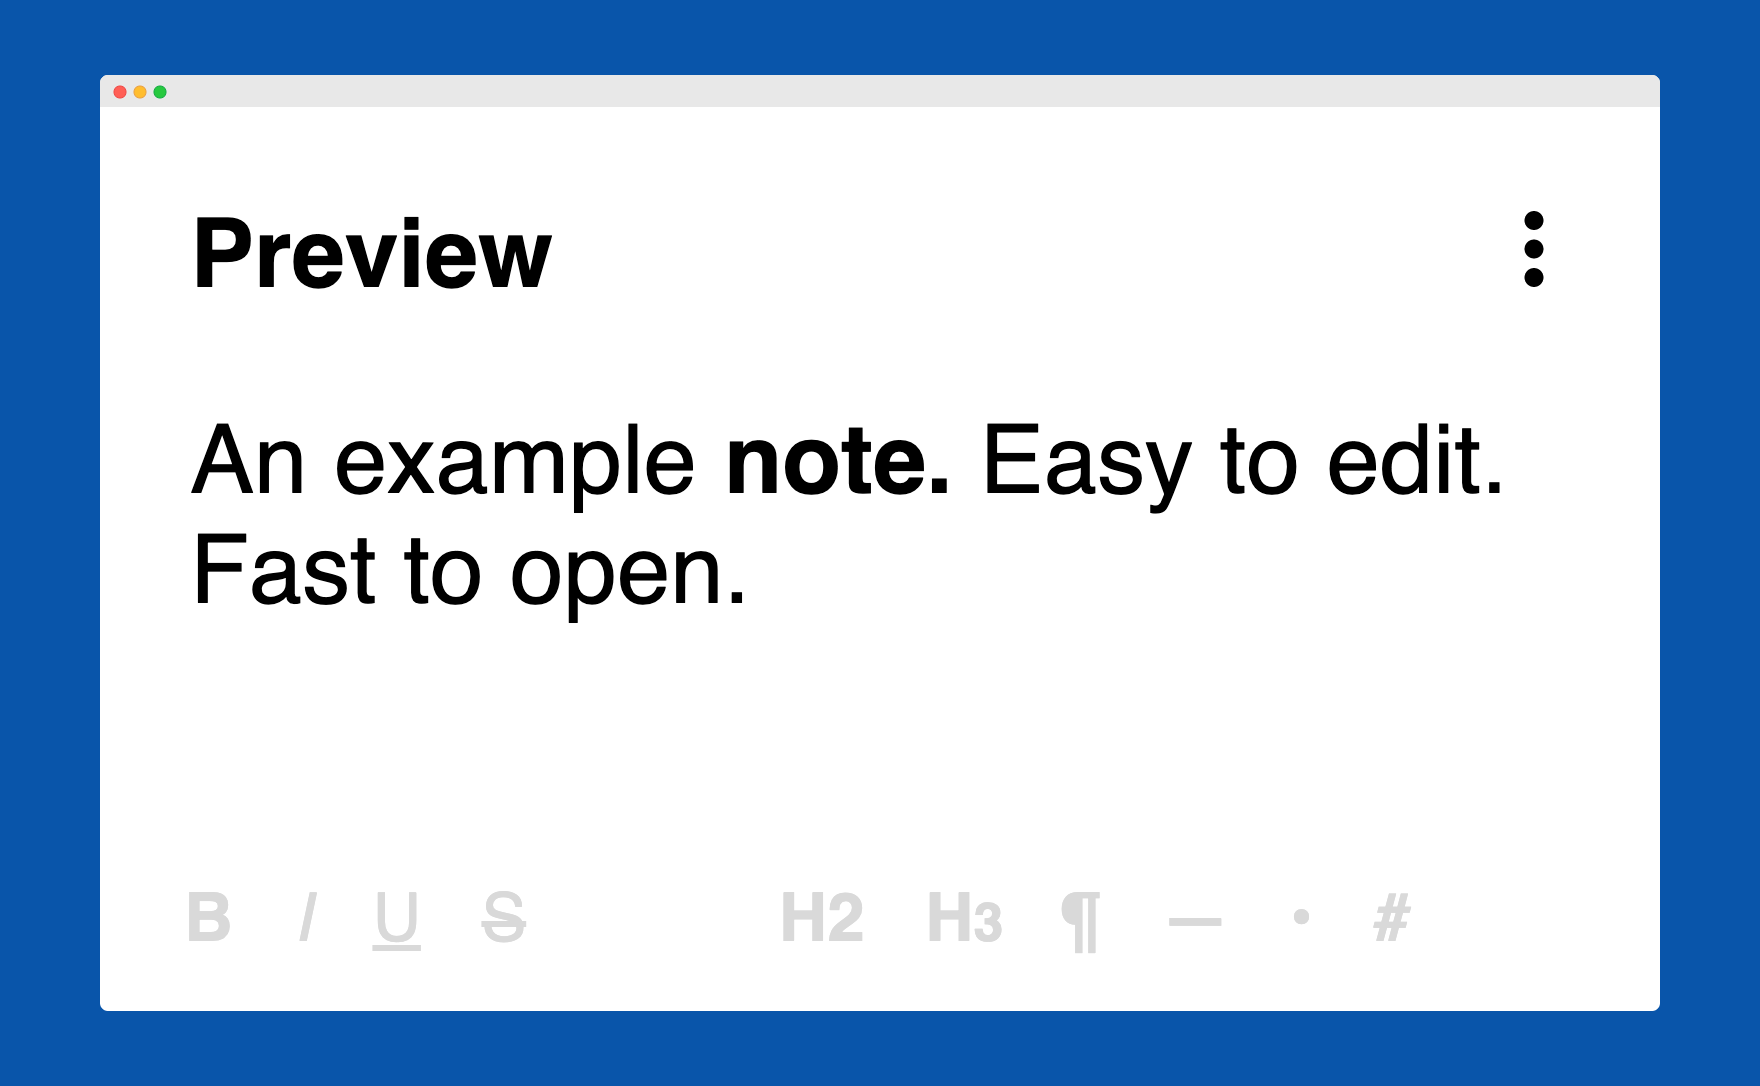 Preview
An example note. Easy to edit.
Fast to open.
B I U S H2 H3 ¶ — • #